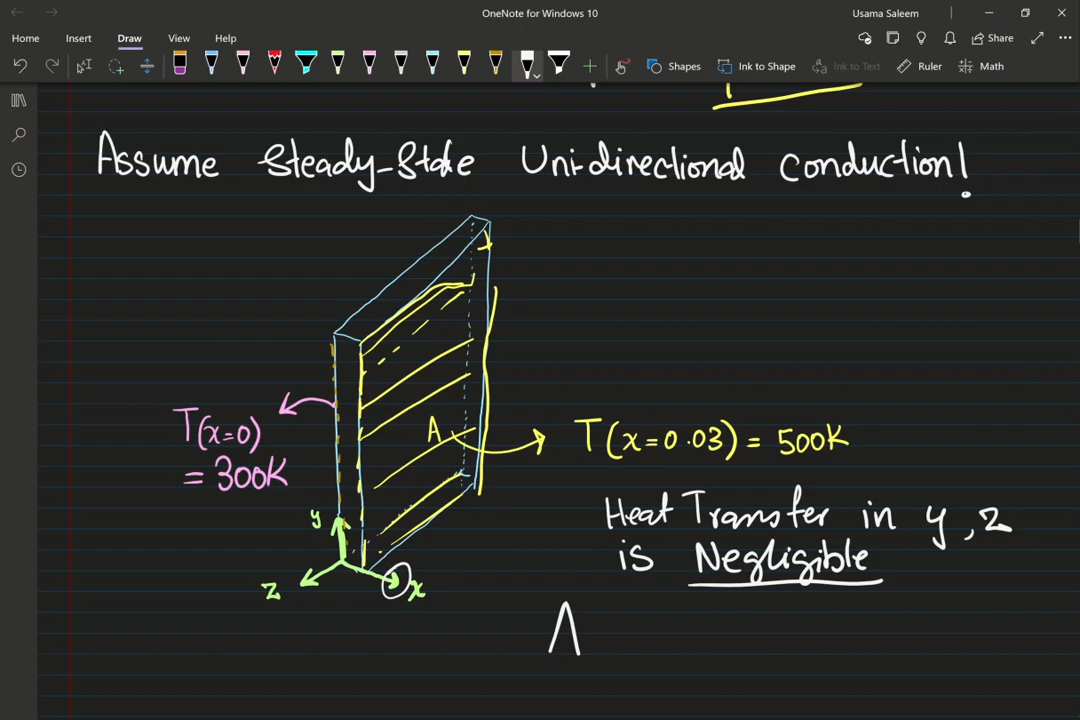 OneNote for Windows 10
Usama Saleem
Home
Insert
Draw
View
Help
Share
Shapes
Ink to Shape
Ink to Text
Ruler
Math
Assume Steady-State Uni-directional Conduction!
T(x=0)
= 300K
A
T(x=0.03) = 500K
Heat Transfer in y, z
is Negligible
y
z
x
Λ